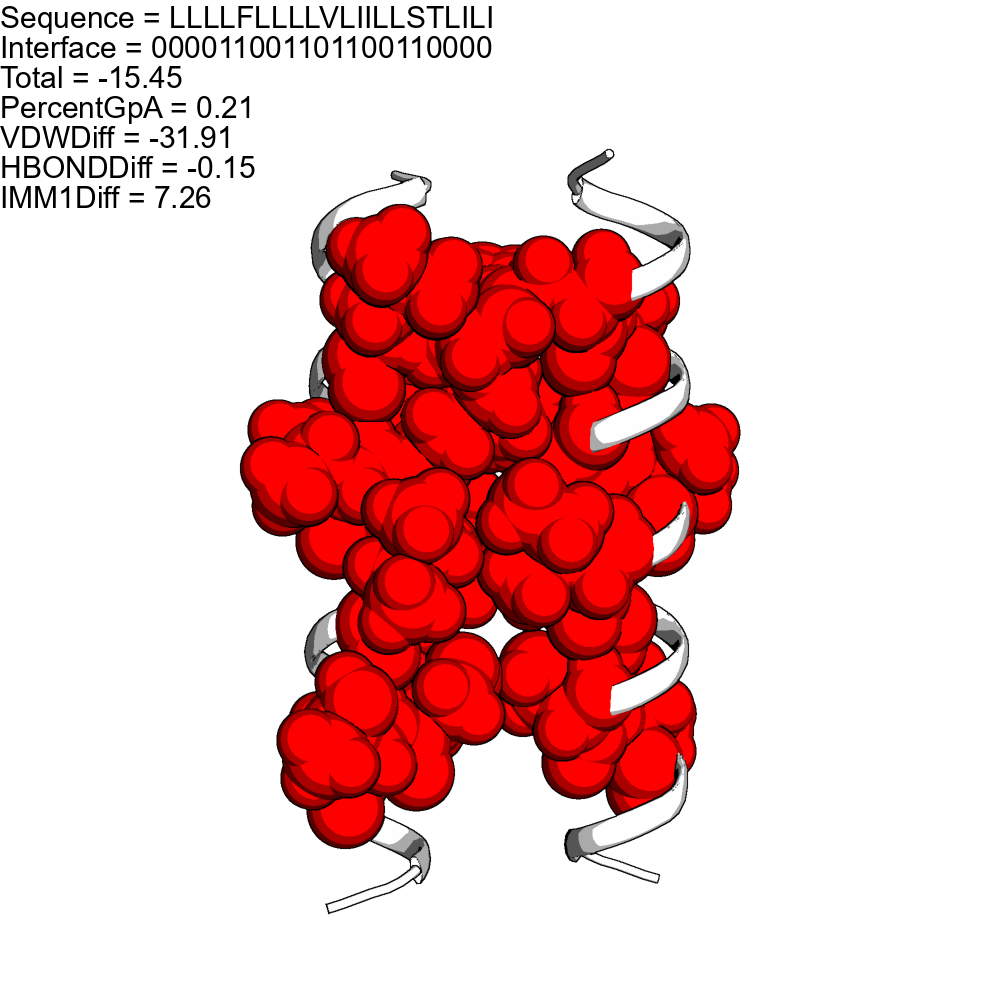 Sequence = LLLLFLLLLVLIILLSTLILI
Interface = 000011001101100110000
Total = -15.45
PercentGpA = 0.21
VDWDiff = -31.91
HBONDDiff = -0.15
IMM1Diff = 7.26